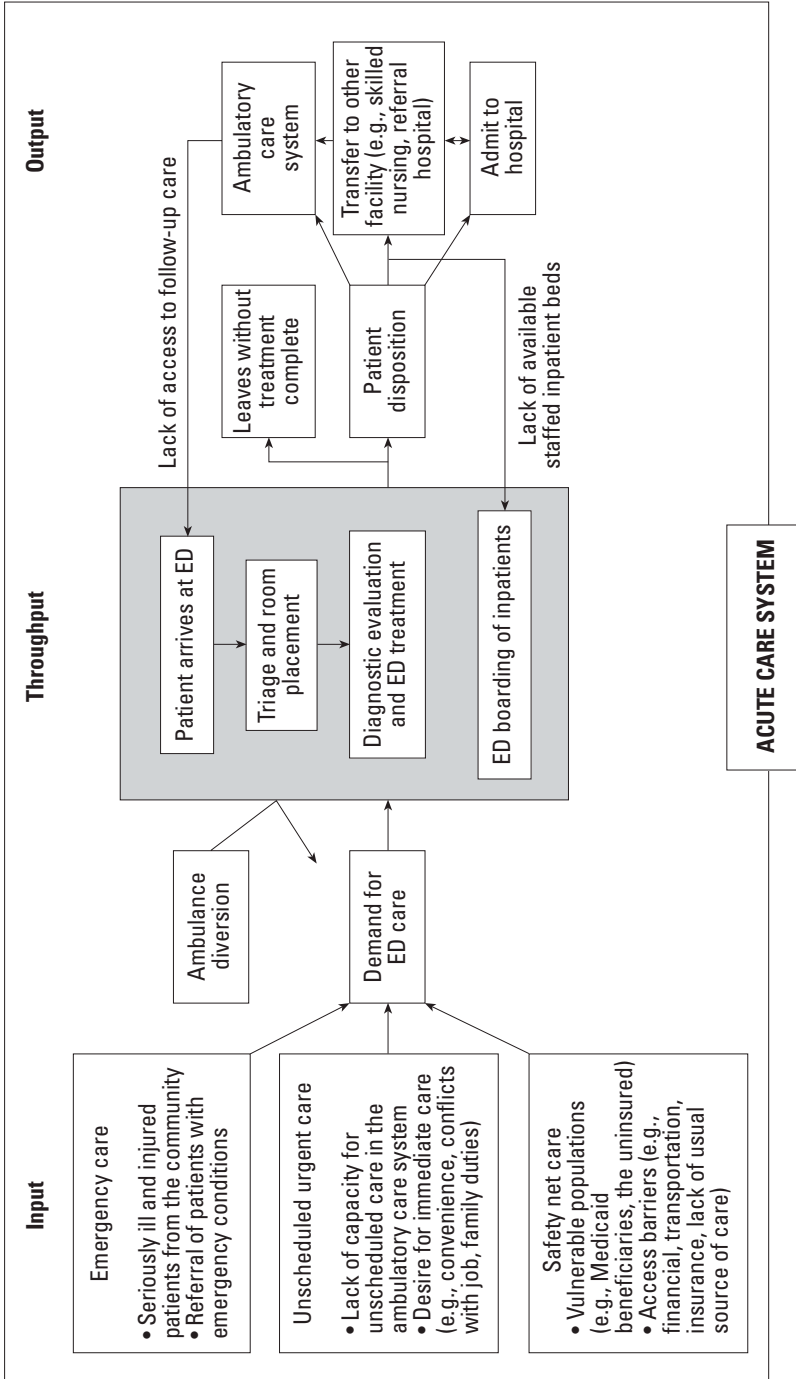 Input
Throughput
Output
Emergency care
• Seriously ill and injured
patients from the community
• Referral of patients with
emergency conditions
Unscheduled urgent care
• Lack of capacity for
unscheduled care in the
ambulatory care system
• Desire for immediate care
(e.g., convenience, conflicts
with job, family duties)
Safety net care
• Vulnerable populations
(e.g., Medicaid
beneficiaries, the uninsured)
• Access barriers (e.g.,
financial, transportation,
insurance, lack of usual
source of care)
Ambulance
diversion
Demand for
ED care
Patient arrives at ED
Triage and room
placement
Diagnostic evaluation
and ED treatment
ED boarding of inpatients
Lack of access to follow-up care
Leaves without
treatment
complete
Patient
disposition
Lack of available
staffed inpatient beds
Ambulatory
care
system
Transfer to other
facility (e.g., skilled
nursing, referral
hospital)
Admit to
hospital
ACUTE CARE SYSTEM